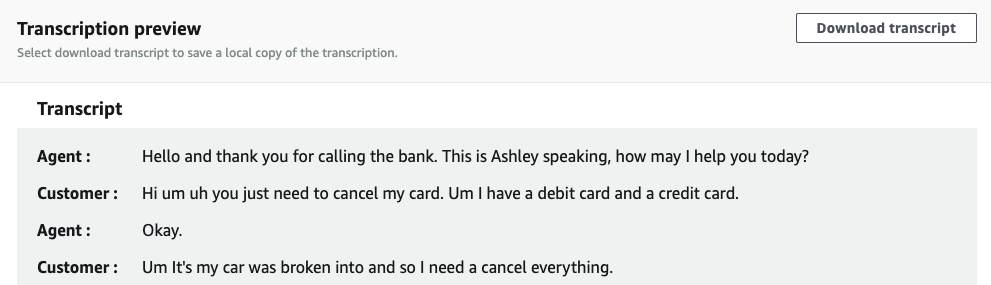 Transcription preview
Download transcript
Select download transcript to save a local copy of the transcription.
Transcript
Agent : Hello and thank you for calling the bank. This is Ashley speaking, how may I help you today?
Customer : Hi um uh you just need to cancel my card. Um I have a debit card and a credit card.
Agent : Okay.
Customer : Um It's my car was broken into and so I need a cancel everything.